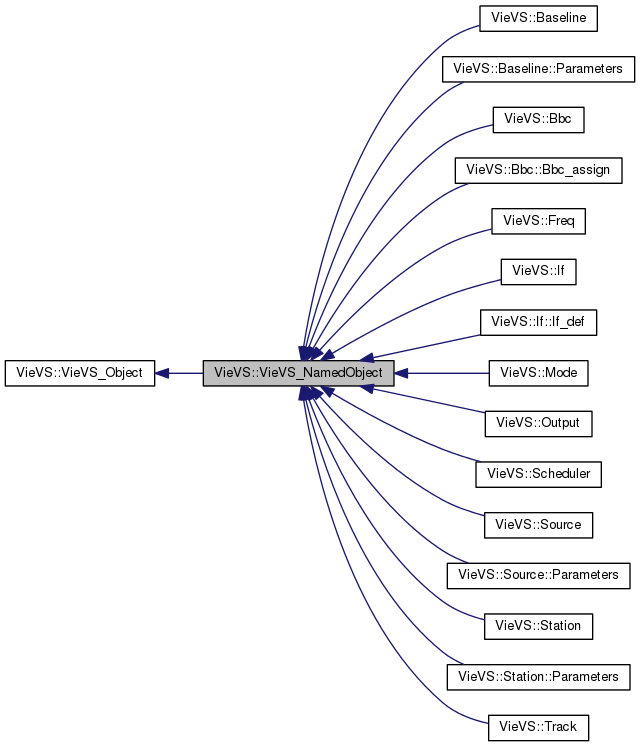 VieVS::Baseline
VieVS::Baseline::Parameters
VieVS::Bbc
VieVS::Bbc::Bbc_assign
VieVS::Freq
VieVS::If
VieVS::If::If_def
VieVS::VieVS_Object
VieVS::VieVS_NamedObject
VieVS::Mode
VieVS::Output
VieVS::Scheduler
VieVS::Source
VieVS::Source::Parameters
VieVS::Station
VieVS::Station::Parameters
VieVS::Track